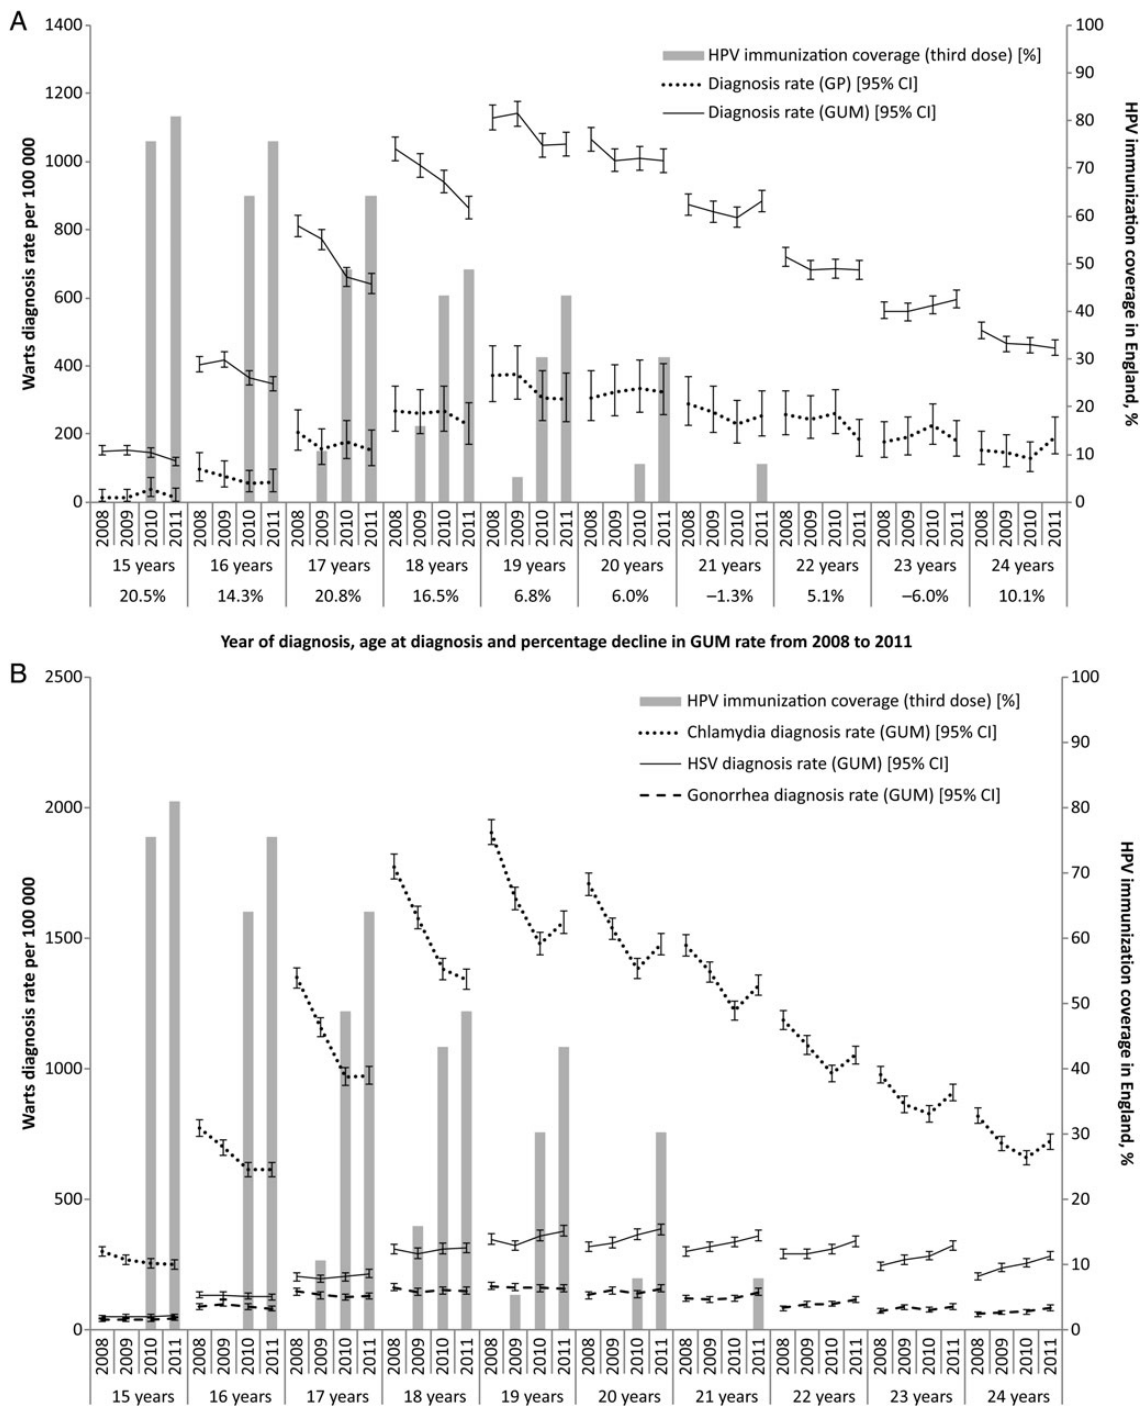 A
1400
1200
1000
800
600
400
200
0
Warts diagnosis rate per 100 000
HPV immunization coverage (third dose) [%]
Diagnosis rate (GP) [95% CI]
Diagnosis rate (GUM) [95% CI]
100
90
80
70
60
50
40
30
20
10
0
HPV immunization coverage in England, %
2008 2009 2010 2011 2008 2009 2010 2011 2008 2009 2010 2011 2008 2009 2010 2011 2008 2009 2010 2011 2008 2009 2010 2011 2008 2009 2010 2011 2008 2009 2010 2011 2008 2009 2010 2011 2008 2009 2010 2011
15 years 16 years 17 years 18 years 19 years 20 years 21 years 22 years 23 years 24 years
20.5% 14.3% 20.8% 16.5% 6.8% 6.0% –1.3% 5.1% –6.0% 10.1%
Year of diagnosis, age at diagnosis and percentage decline in GUM rate from 2008 to 2011
B
2500
2000
1500
1000
500
0
Warts diagnosis rate per 100 000
HPV immunization coverage (third dose) [%]
Chlamydia diagnosis rate (GUM) [95% CI]
HSV diagnosis rate (GUM) [95% CI]
Gonorrhea diagnosis rate (GUM) [95% CI]
100
90
80
70
60
50
40
30
20
10
0
HPV immunization coverage in England, %
2008 2009 2010 2011 2008 2009 2010 2011 2008 2009 2010 2011 2008 2009 2010 2011 2008 2009 2010 2011 2008 2009 2010 2011 2008 2009 2010 2011 2008 2009 2010 2011 2008 2009 2010 2011 2008 2009 2010 2011
15 years 16 years 17 years 18 years 19 years 20 years 21 years 22 years 23 years 24 years